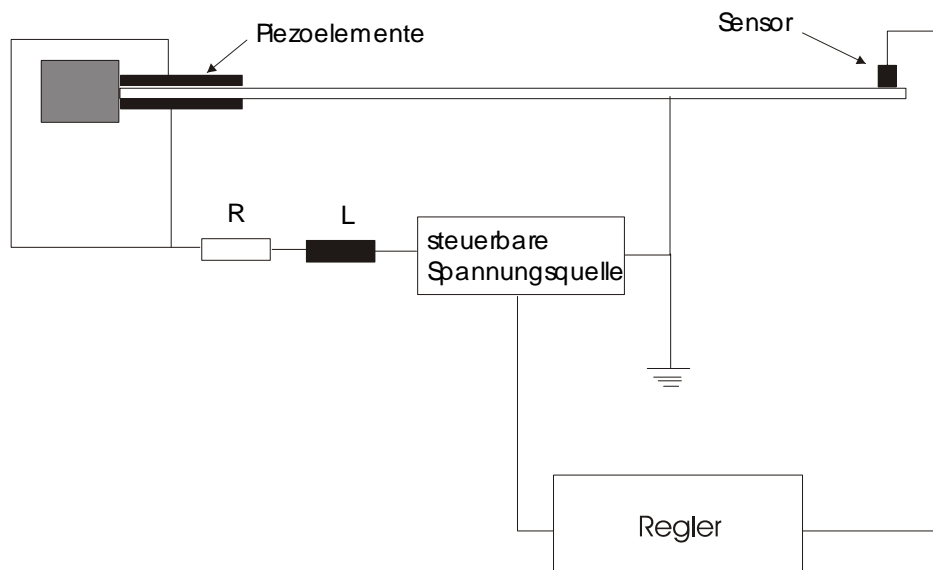 Sensor
Piezoelemente
R
L
steuerbare
Spannungsquelle
Regler